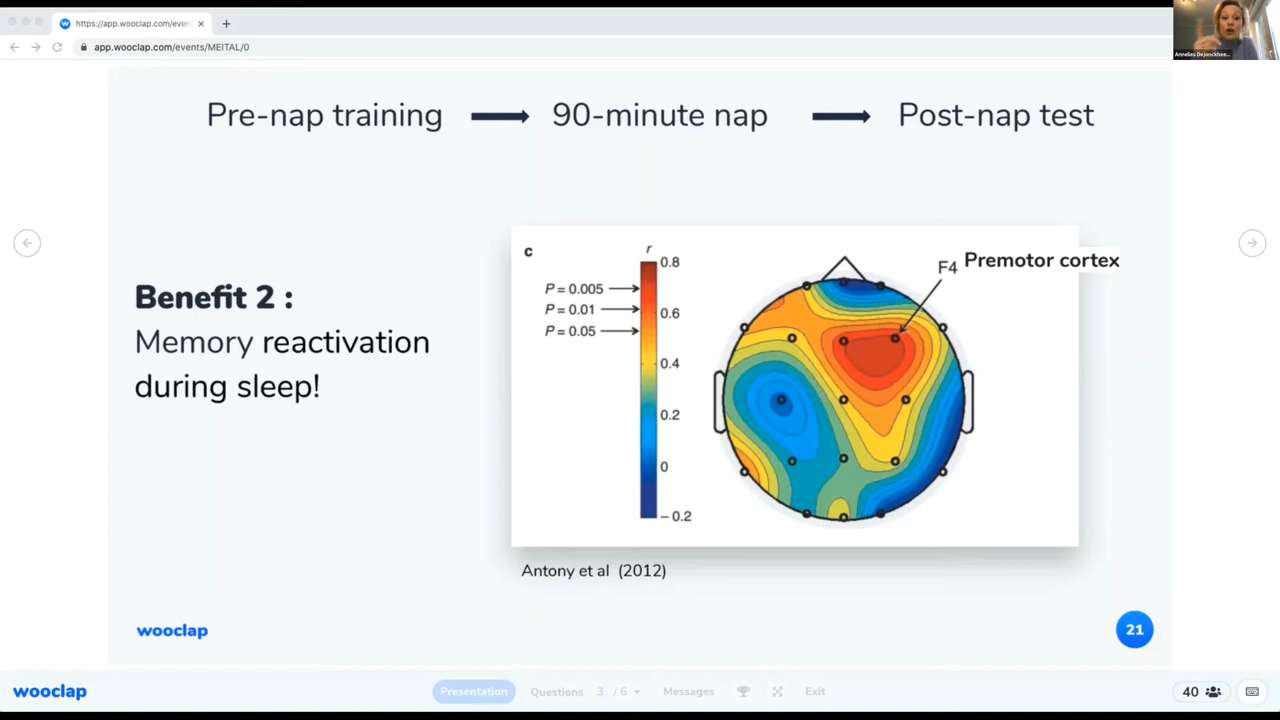 https://app.wooclap.com/even
app.wooclap.com/events/MEITAL/0
Annelies Dejonckhee...
Pre-nap training 90-minute nap Post-nap test
c
r
0.8
0.6
0.4
0.2
0
– 0.2
P = 0.005
P = 0.01
P = 0.05
F4 Premotor cortex
Benefit 2 :
Memory reactivation
during sleep!
Antony et al (2012)
wooclap
21
wooclap
Presentation Questions 3 / 6 Messages Exit
40